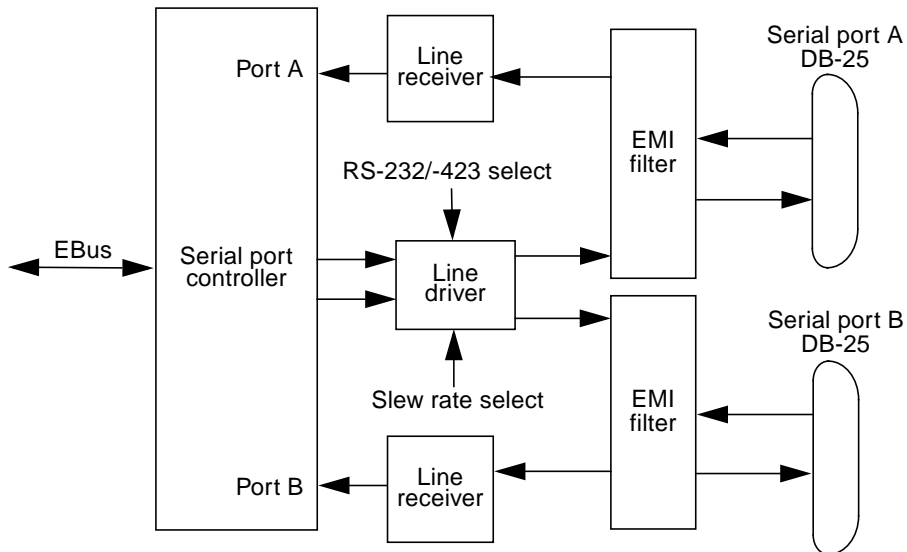 Serial port A
DB-25
Line
receiver
Port A
EMI
filter
RS-232/-423 select
EBus
Serial port
controller
Line
driver
Serial port B
DB-25
Slew rate select
EMI
filter
Port B
Line
receiver